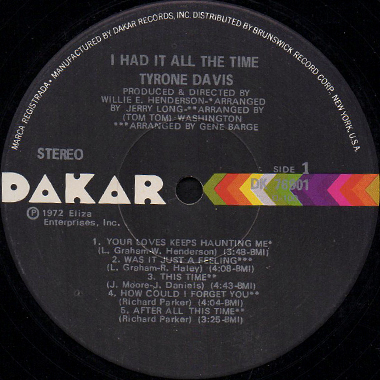 MARCA REGISTRADA • MANUFACTURED BY DAKAR RECORDS, INC. DISTRIBUTED BY BRUNSWICK RECORD CORP. NEW YORK, U.S.A.
I HAD IT ALL THE TIME
TYRONE DAVIS
PRODUCED & DIRECTED BY
WILLIE E. HENDERSON-*ARRANGED
BY JERRY LONG-**ARRANGED BY
(TOM TOM) WASHINGTON
***ARRANGED BY GENE BARGE
STEREO
SIDE 1
DAKAR
DK 76901
Ⓟ 1972 Eliza
Enterprises, Inc.
1. YOUR LOVES KEEPS HAUNTING ME*
(L. Graham-W. Henderson) (3:48-BMI)
2. WAS IT JUST A FEELING***
(L. Graham-R. Haley) (4:08-BMI)
3. THIS TIME**
(J. Moore-J. Daniels) (4:43-BMI)
4. HOW COULD I FORGET YOU**
(Richard Parker) (4:04-BMI)
5. AFTER ALL THIS TIME**
(Richard Parker) (3:25-BMI)